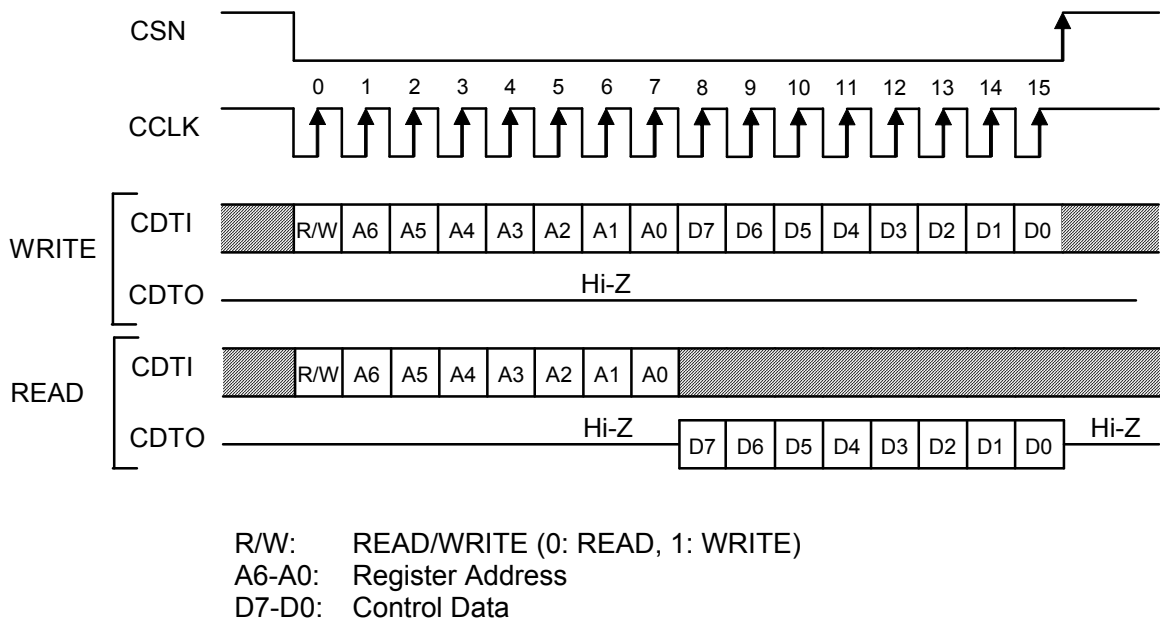 CSN
0 1 2 3 4 5 6 7 8 9 10 11 12 13 14 15
CCLK
WRITE
CDTI
R/W A6 A5 A4 A3 A2 A1 A0 D7 D6 D5 D4 D3 D2 D1 D0
Hi-Z
CDTO
READ
CDTI
R/W A6 A5 A4 A3 A2 A1 A0
CDTO
Hi-Z
D7 D6 D5 D4 D3 D2 D1 D0
Hi-Z
R/W: READ/WRITE (0: READ, 1: WRITE)
A6-A0: Register Address
D7-D0: Control Data